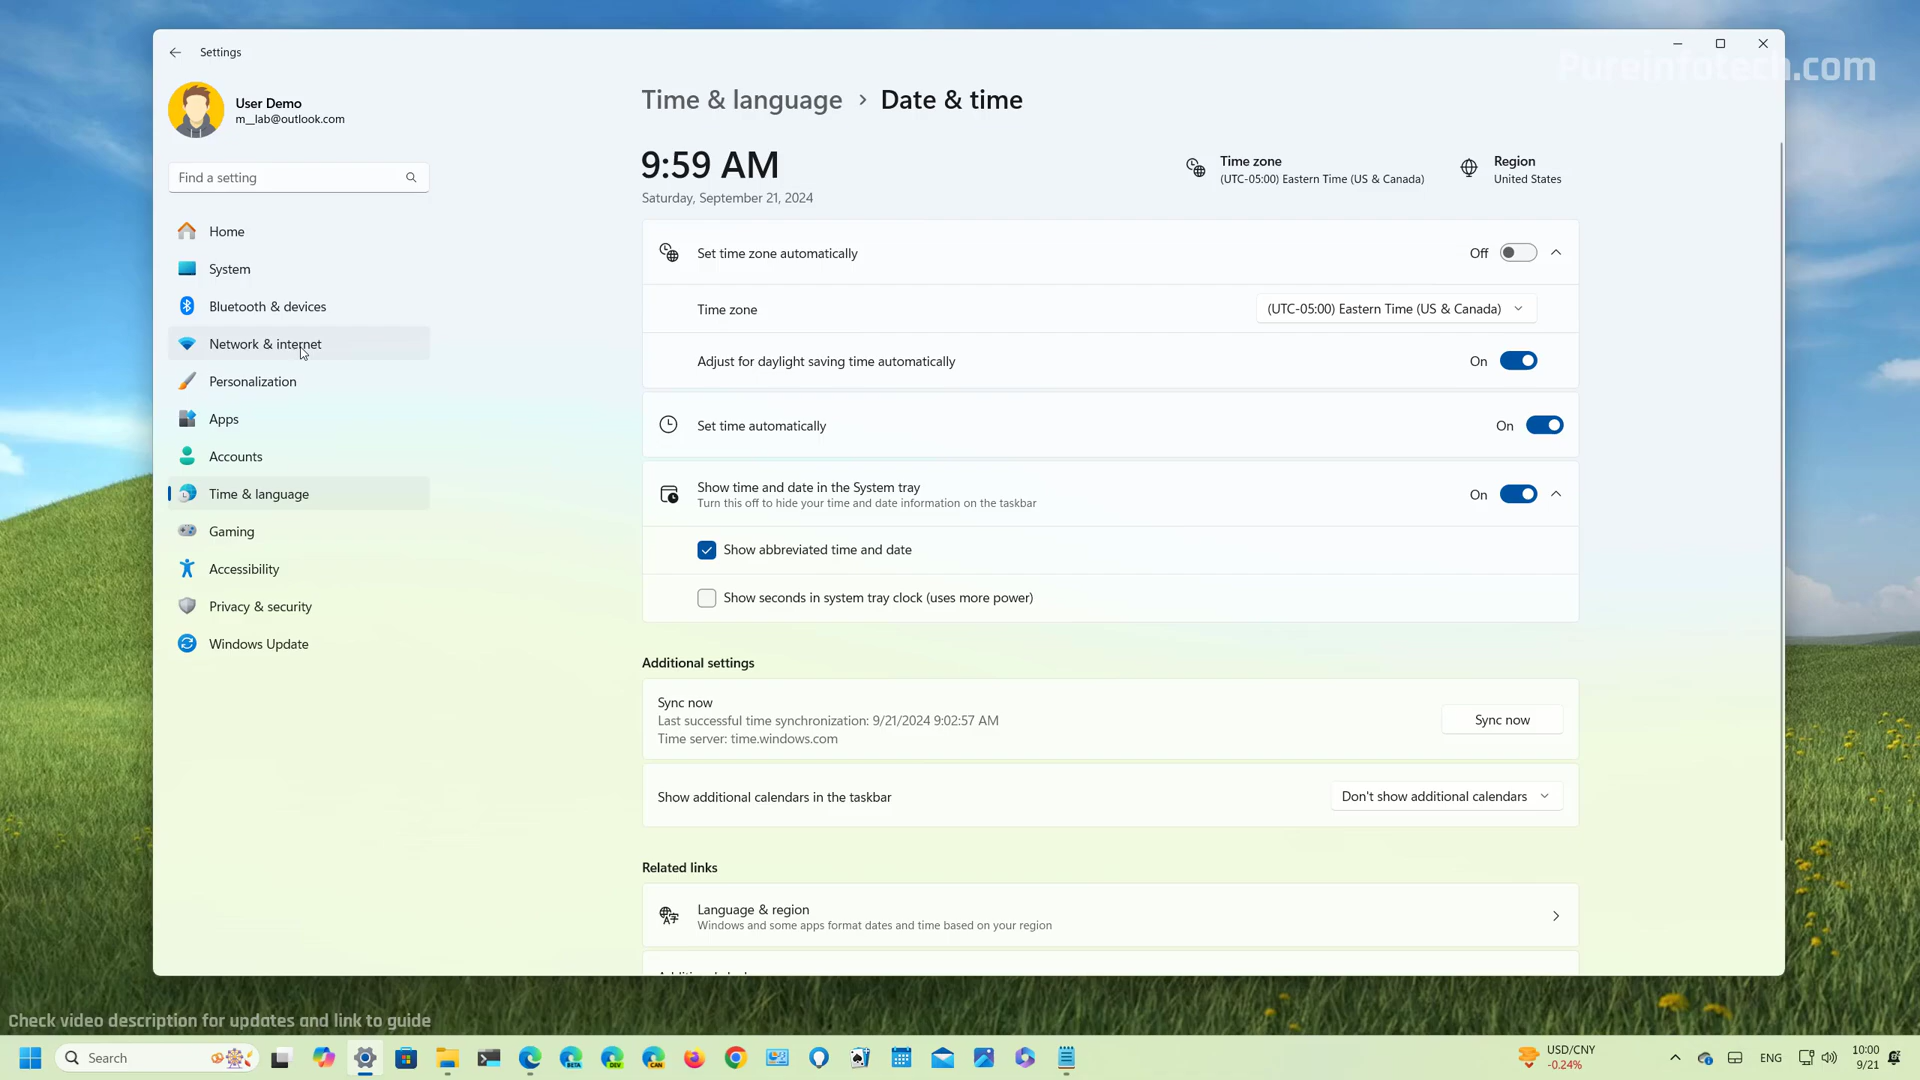 Settings
Pureinfotech.com
User Demo
m__lab@outlook.com
Time & language > Date & time
9:59 AM
Saturday, September 21, 2024
Time zone
(UTC-05:00) Eastern Time (US & Canada)
Region
United States
Find a setting
Home
System
Bluetooth & devices
Network & internet
Personalization
Apps
Accounts
Time & language
Gaming
Accessibility
Privacy & security
Windows Update
Set time zone automatically Off
Time zone (UTC-05:00) Eastern Time (US & Canada)
Adjust for daylight saving time automatically On
Set time automatically On
Show time and date in the System tray On
Turn this off to hide your time and date information on the taskbar
Show abbreviated time and date
Show seconds in system tray clock (uses more power)
Additional settings
Sync now
Last successful time synchronization: 9/21/2024 9:02:57 AM
Time server: time.windows.com
Sync now
Show additional calendars in the taskbar Don't show additional calendars
Related links
Language & region
Windows and some apps format dates and time based on your region
Check video description for updates and link to guide
Search
BETA
DEV
CAN
USD/CNY
-0.24%
ENG
10:00
9/21